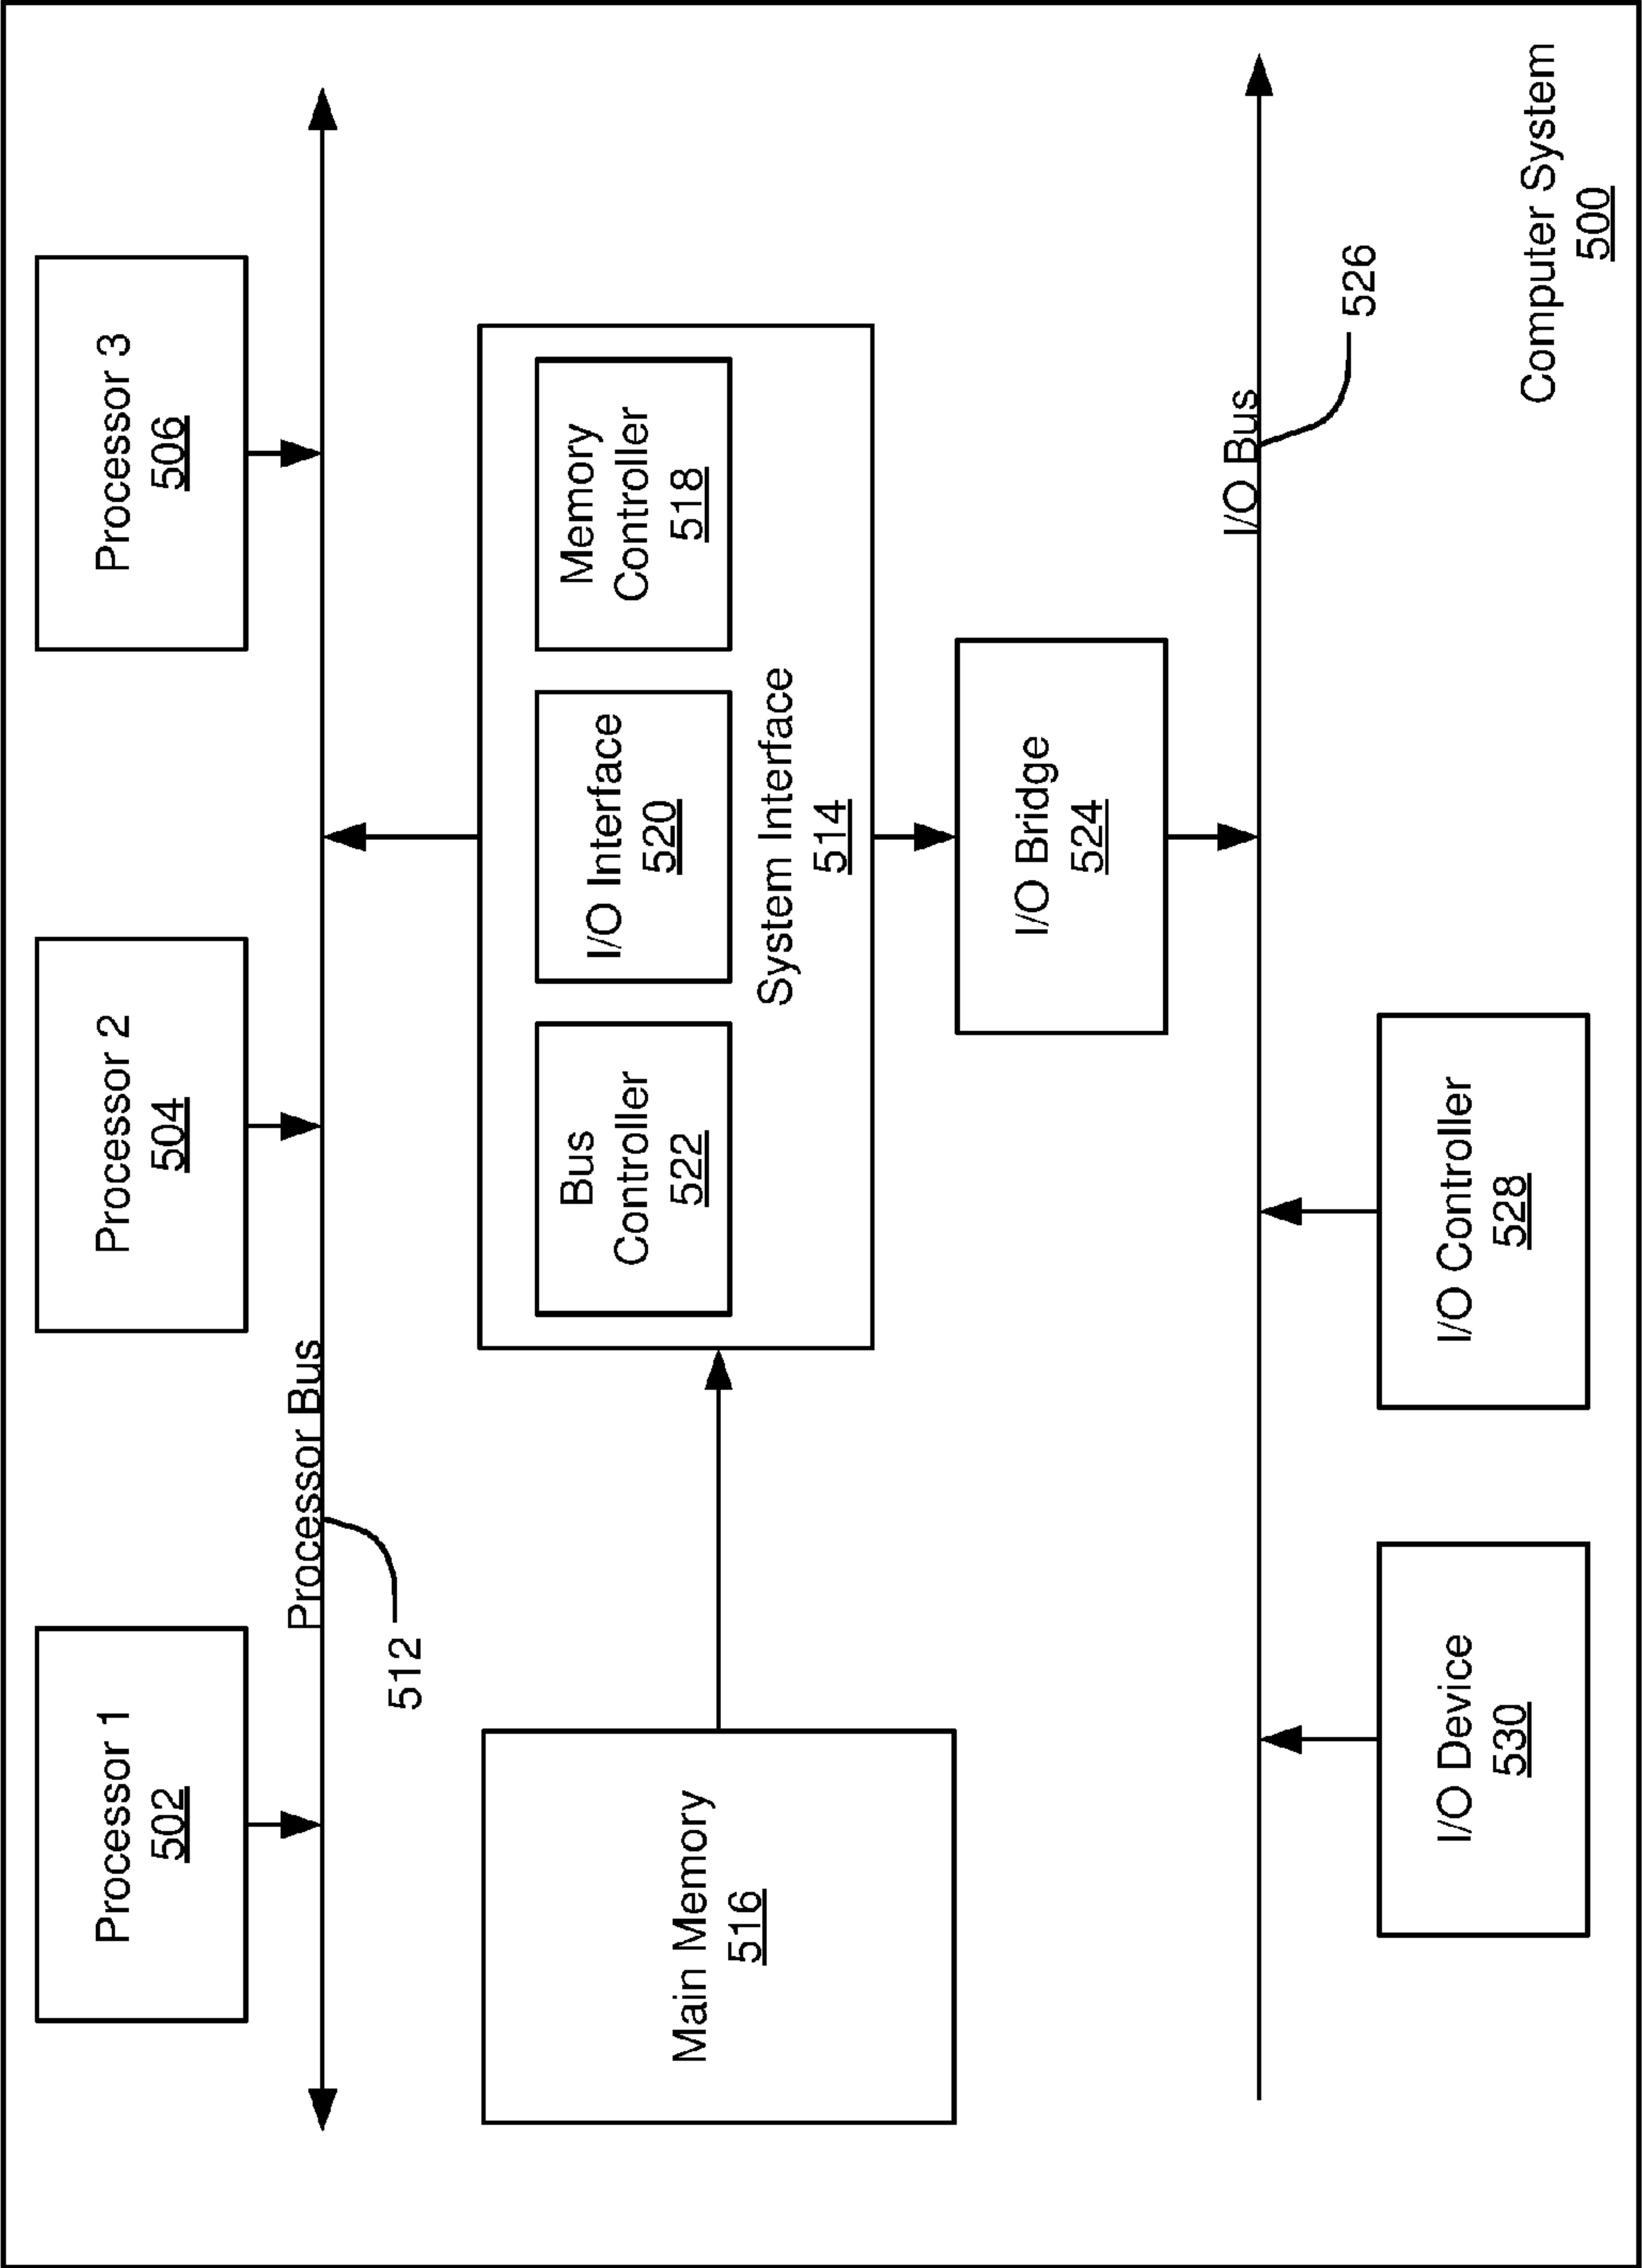 Processor 1
502
Processor 2
504
Processor 3
506
Processor Bus
512
Main Memory
516
Bus
Controller
522
I/O Interface
520
Memory
Controller
518
System Interface
514
I/O Bridge
524
I/O Bus
526
I/O Device
530
I/O Controller
528
Computer System
500